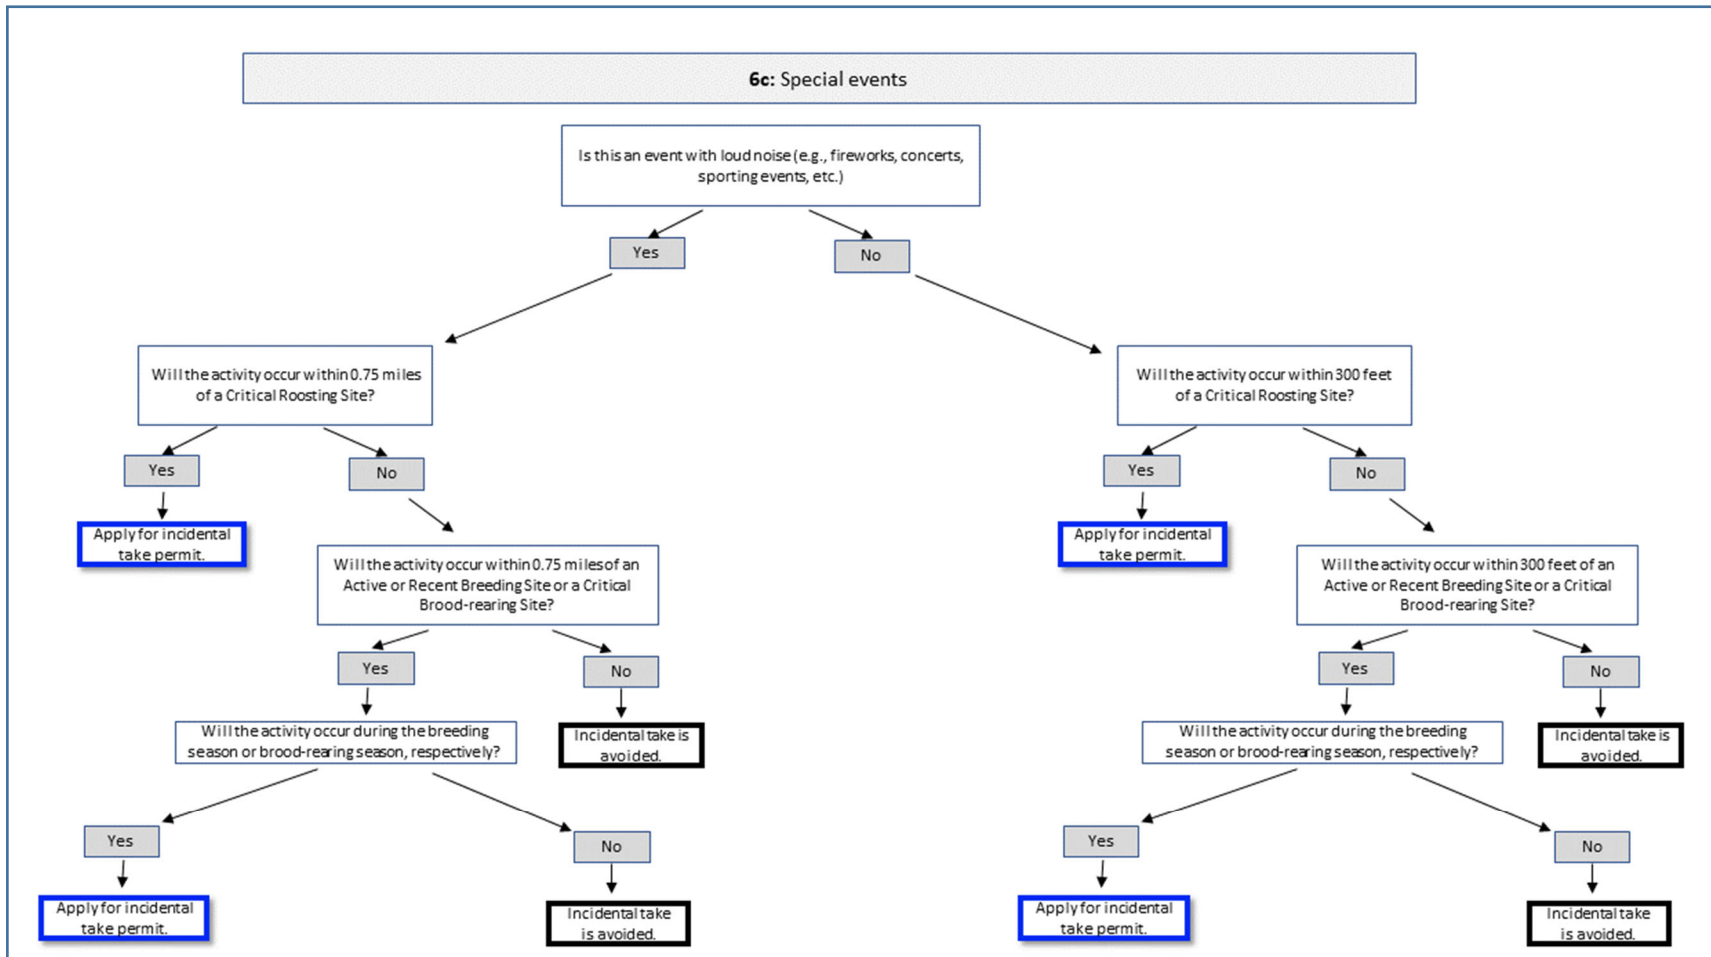 6c: Special events
Is this an event with loud noise (e.g., fireworks, concerts,
sporting events, etc.)
Yes
No
Will the activity occur within 0.75 miles
of a Critical Roosting Site?
Will the activity occur within 300 feet
of a Critical Roosting Site?
Yes
No
Yes
No
Apply for incidental
take permit.
Apply for incidental
take permit.
Will the activity occur within 0.75 miles of an
Active or Recent Breeding Site or a Critical
Brood-rearing Site?
Will the activity occur within 300 feet of an
Active or Recent Breeding Site or a Critical
Brood-rearing Site?
Yes
No
Yes
No
Will the activity occur during the breeding
season or brood-rearing season, respectively?
Incidental take is
avoided.
Will the activity occur during the breeding
season or brood-rearing season, respectively?
Incidental take is
avoided.
Yes
No
Yes
No
Apply for incidental
take permit.
Incidental take
is avoided.
Apply for incidental
take permit.
Incidental take
is avoided.